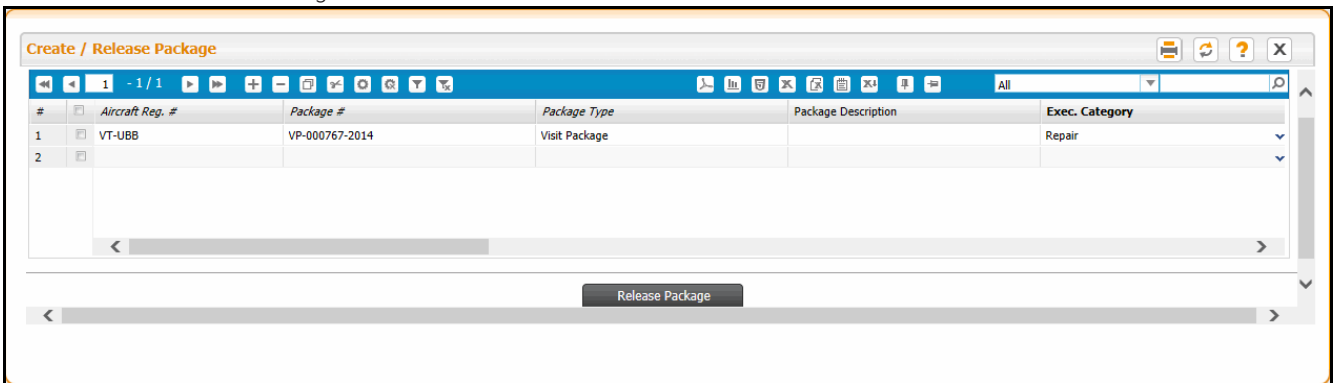 Create / Release Package
1 - 1 / 1 All
# Aircraft Reg. # Package # Package Type Package Description Exec. Category
1 VT-UBB VP-000767-2014 Visit Package Repair
2
Release Package